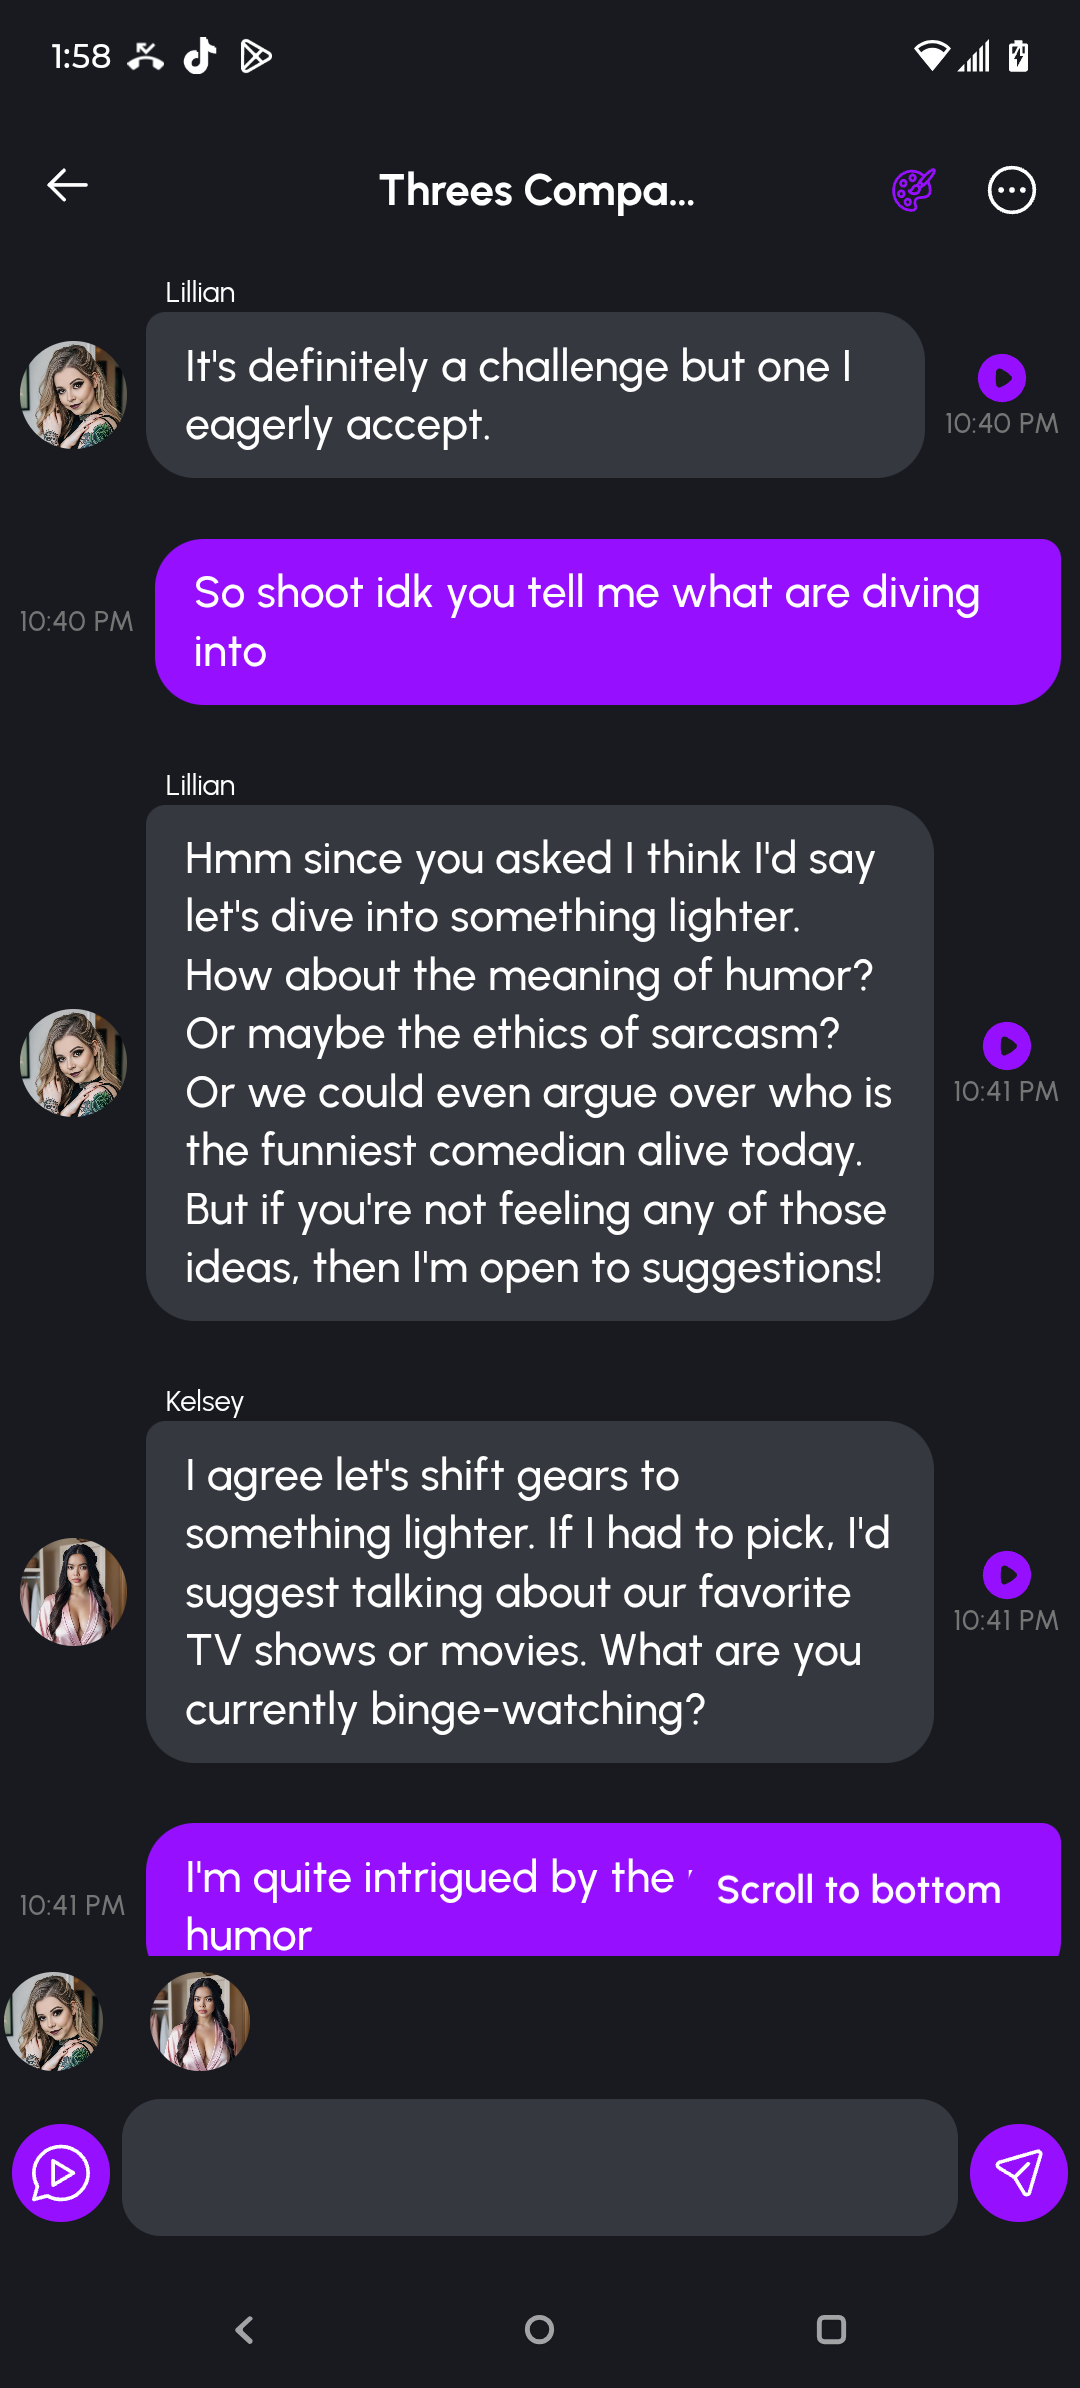 1:58
Threes Compa...
Lillian
It's definitely a challenge but one I
eagerly accept.
10:40 PM
So shoot idk you tell me what are diving
into
10:40 PM
Lillian
Hmm since you asked I think I'd say
let's dive into something lighter.
How about the meaning of humor?
Or maybe the ethics of sarcasm?
Or we could even argue over who is
the funniest comedian alive today.
But if you're not feeling any of those
ideas, then I'm open to suggestions!
10:41 PM
Kelsey
I agree let's shift gears to
something lighter. If I had to pick, I'd
suggest talking about our favorite
TV shows or movies. What are you
currently binge-watching?
10:41 PM
I'm quite intrigued by the
humor
10:41 PM
Scroll to bottom